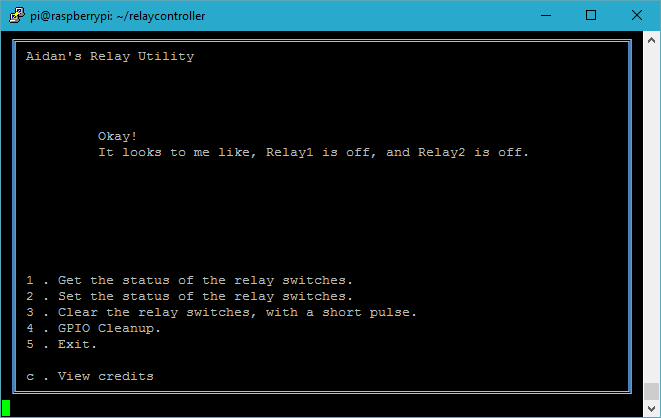 pi@raspberrypi: ~/relaycontroller
Aidan's Relay Utility
Okay!
It looks to me like, Relay1 is off, and Relay2 is off.
1 . Get the status of the relay switches.
2 . Set the status of the relay switches.
3 . Clear the relay switches, with a short pulse.
4 . GPIO Cleanup.
5 . Exit.
c . View credits